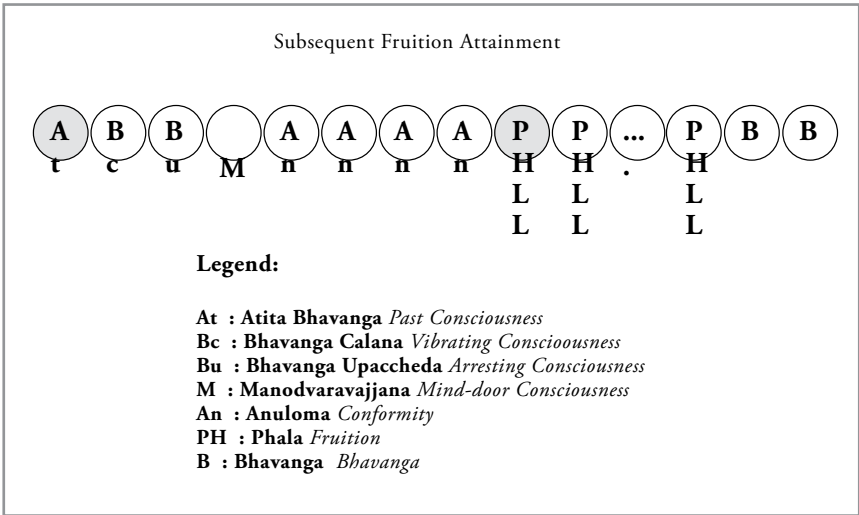 Subsequent Fruition Attainment
A B B A A A A P P ... P B B
t c u M n n n n H H . H
L L L
L L L
Legend:
At : Atita Bhavanga Past Consciousness
Bc : Bhavanga Calana Vibrating Conscioousness
Bu : Bhavanga Upaccheda Arresting Consciousness
M : Manodvaravajjana Mind-door Consciousness
An : Anuloma Conformity
PH : Phala Fruition
B : Bhavanga Bhavanga